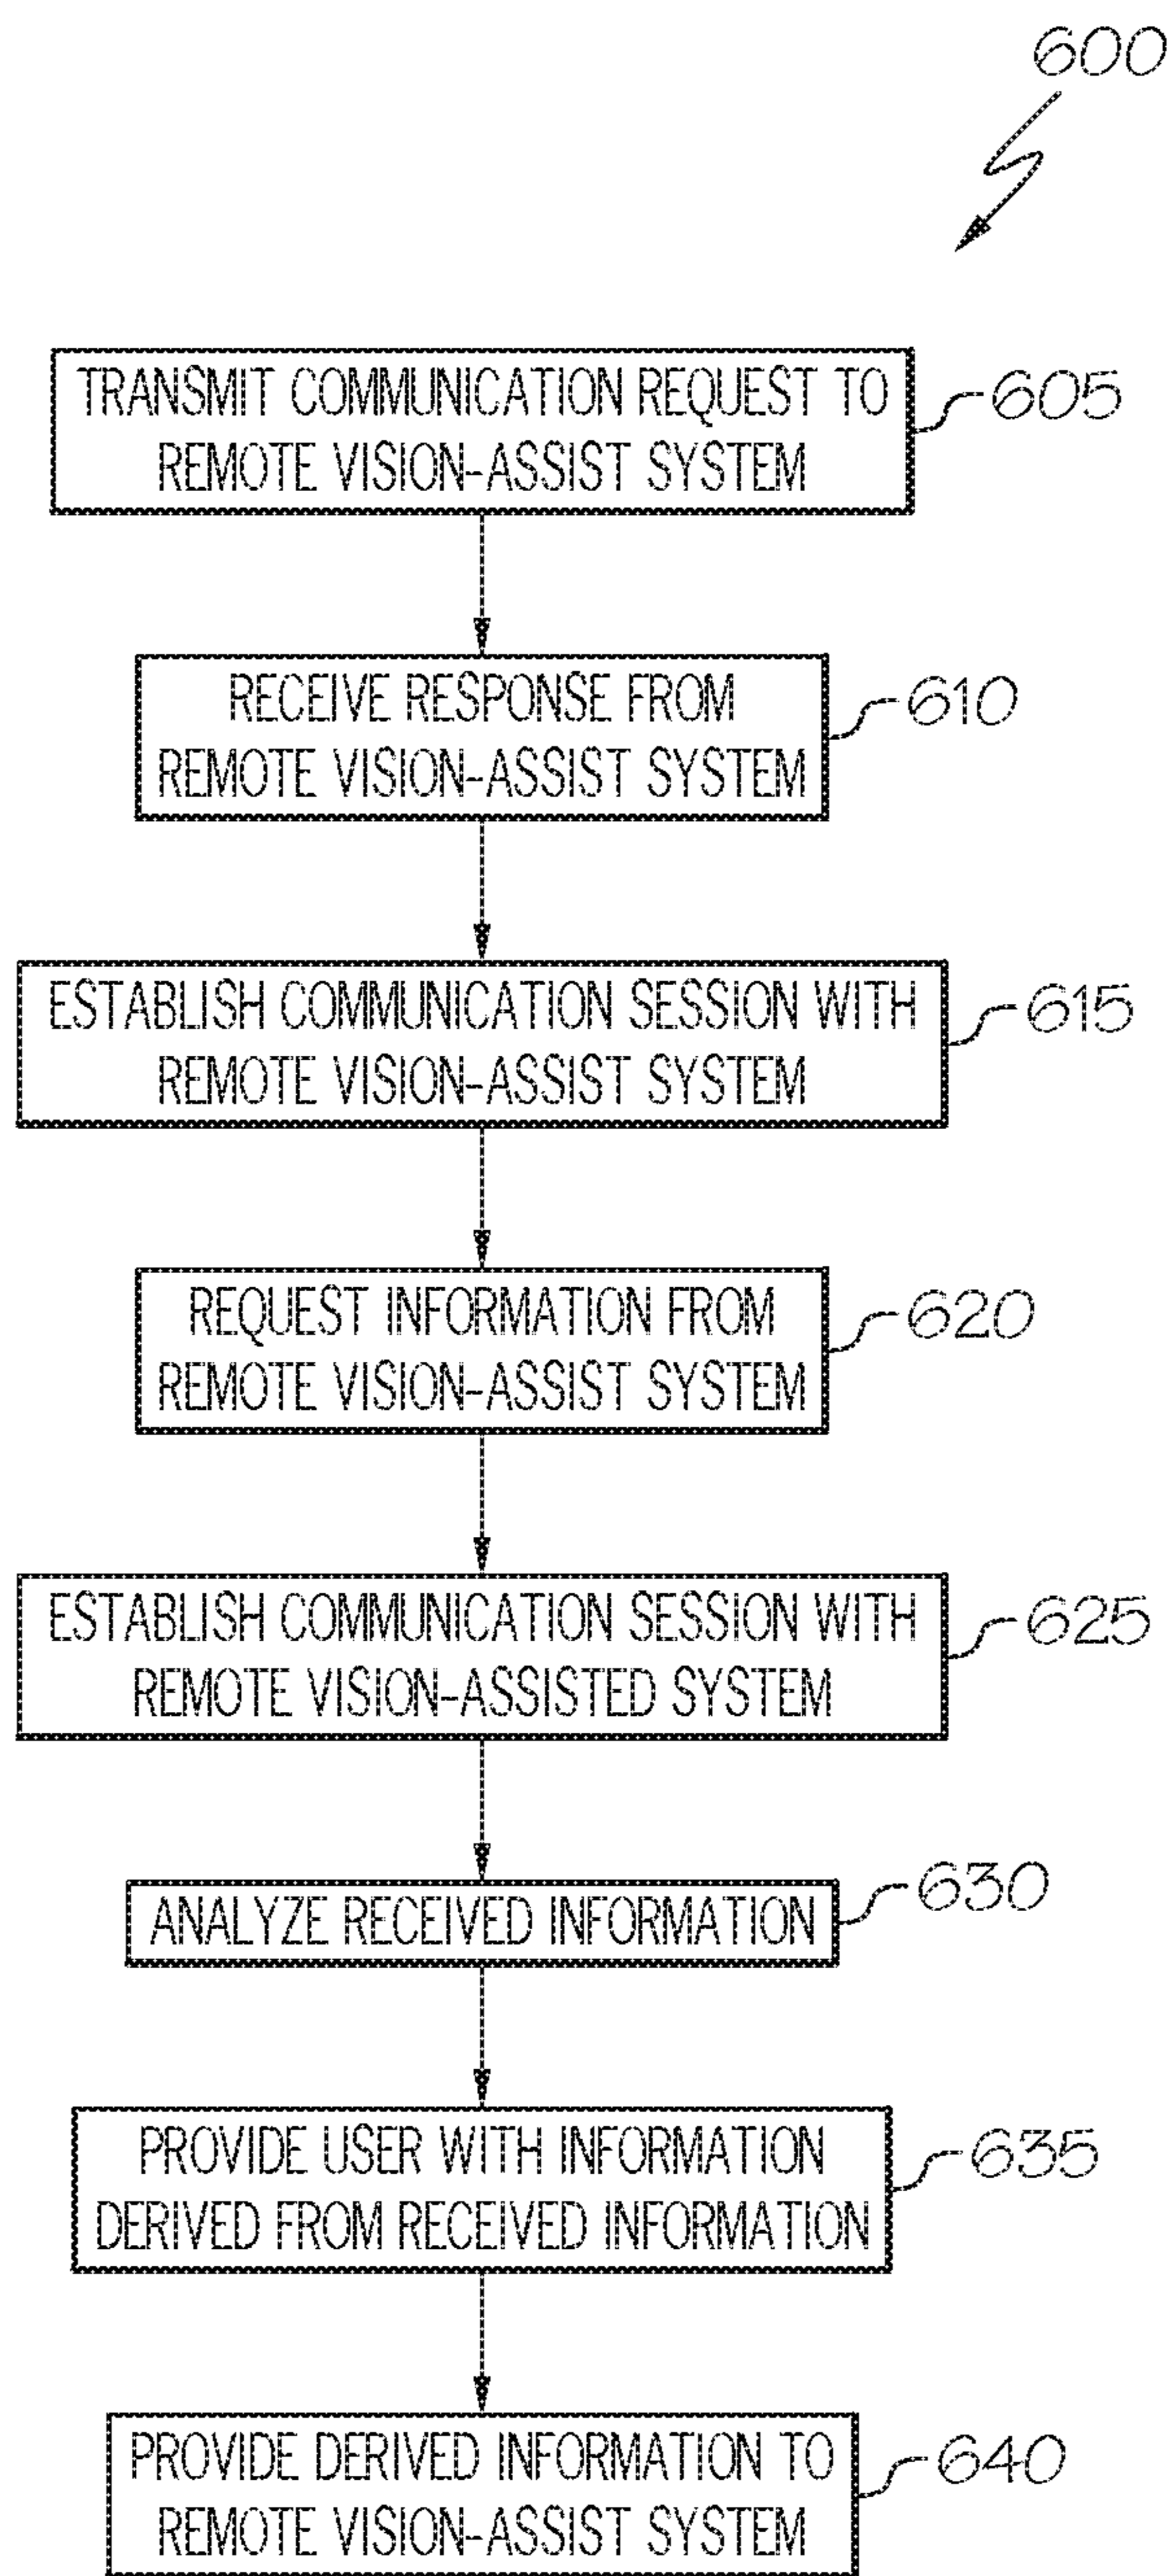 600
TRANSMIT COMMUNICATION REQUEST TO
REMOTE VISION-ASSIST SYSTEM
605
RECEIVE RESPONSE FROM
REMOTE VISION-ASSIST SYSTEM
610
ESTABLISH COMMUNICATION SESSION WITH
REMOTE VISION-ASSIST SYSTEM
615
REQUEST INFORMATION FROM
REMOTE VISION-ASSIST SYSTEM
620
ESTABLISH COMMUNICATION SESSION WITH
REMOTE VISION-ASSISTED SYSTEM
625
ANALYZE RECEIVED INFORMATION
630
PROVIDE USER WITH INFORMATION
DERIVED FROM RECEIVED INFORMATION
635
PROVIDE DERIVED INFORMATION TO
REMOTE VISION-ASSIST SYSTEM
640